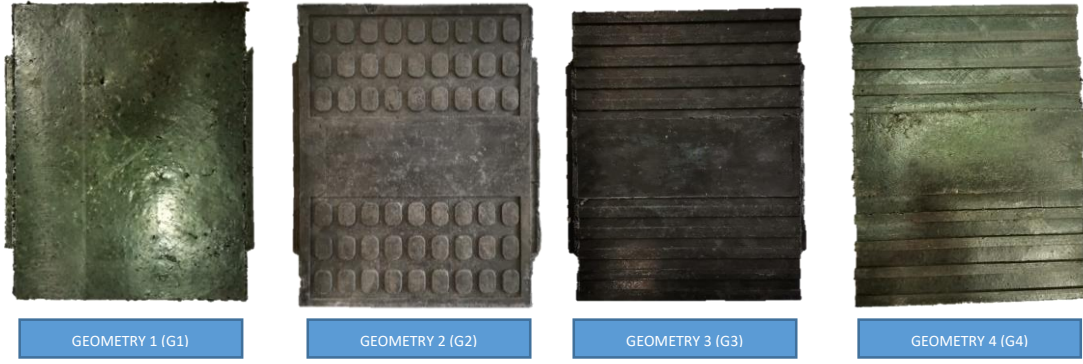 GEOMETRY 1 (G1)
GEOMETRY 2 (G2)
GEOMETRY 3 (G3)
GEOMETRY 4 (G4)